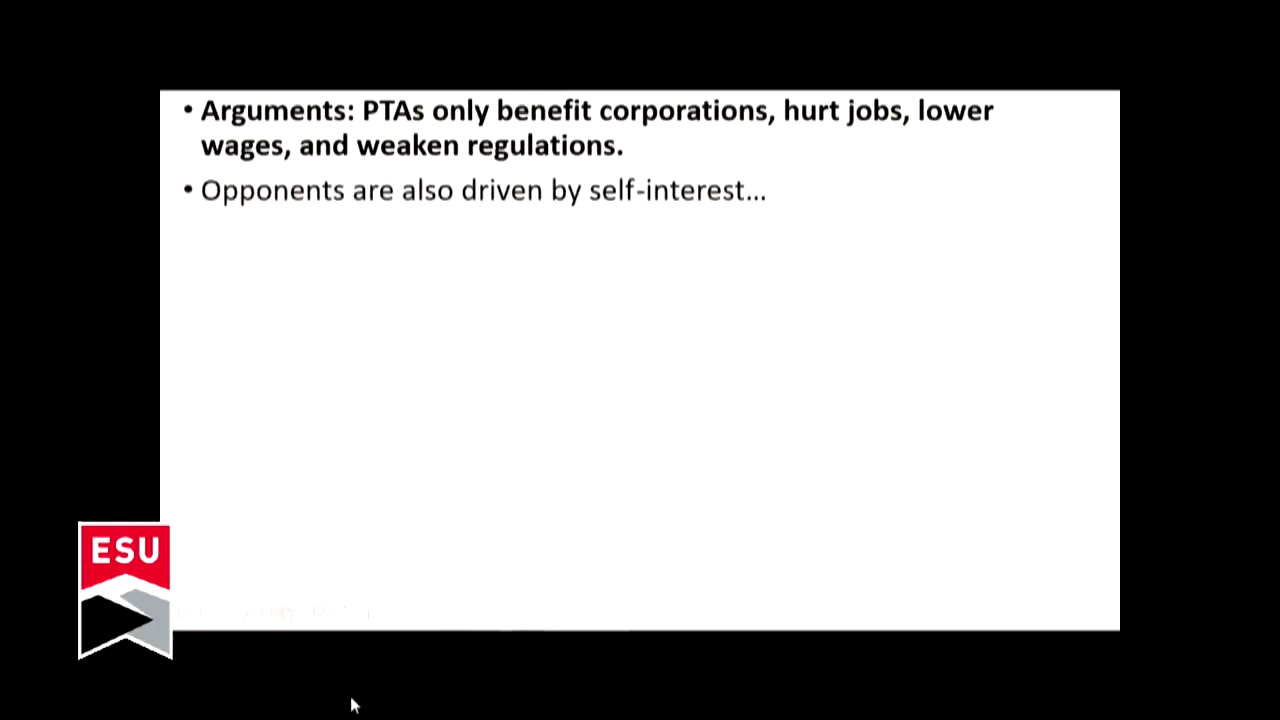 • Arguments: PTAs only benefit corporations, hurt jobs, lower
wages, and weaken regulations.
• Opponents are also driven by self-interest...
ESU